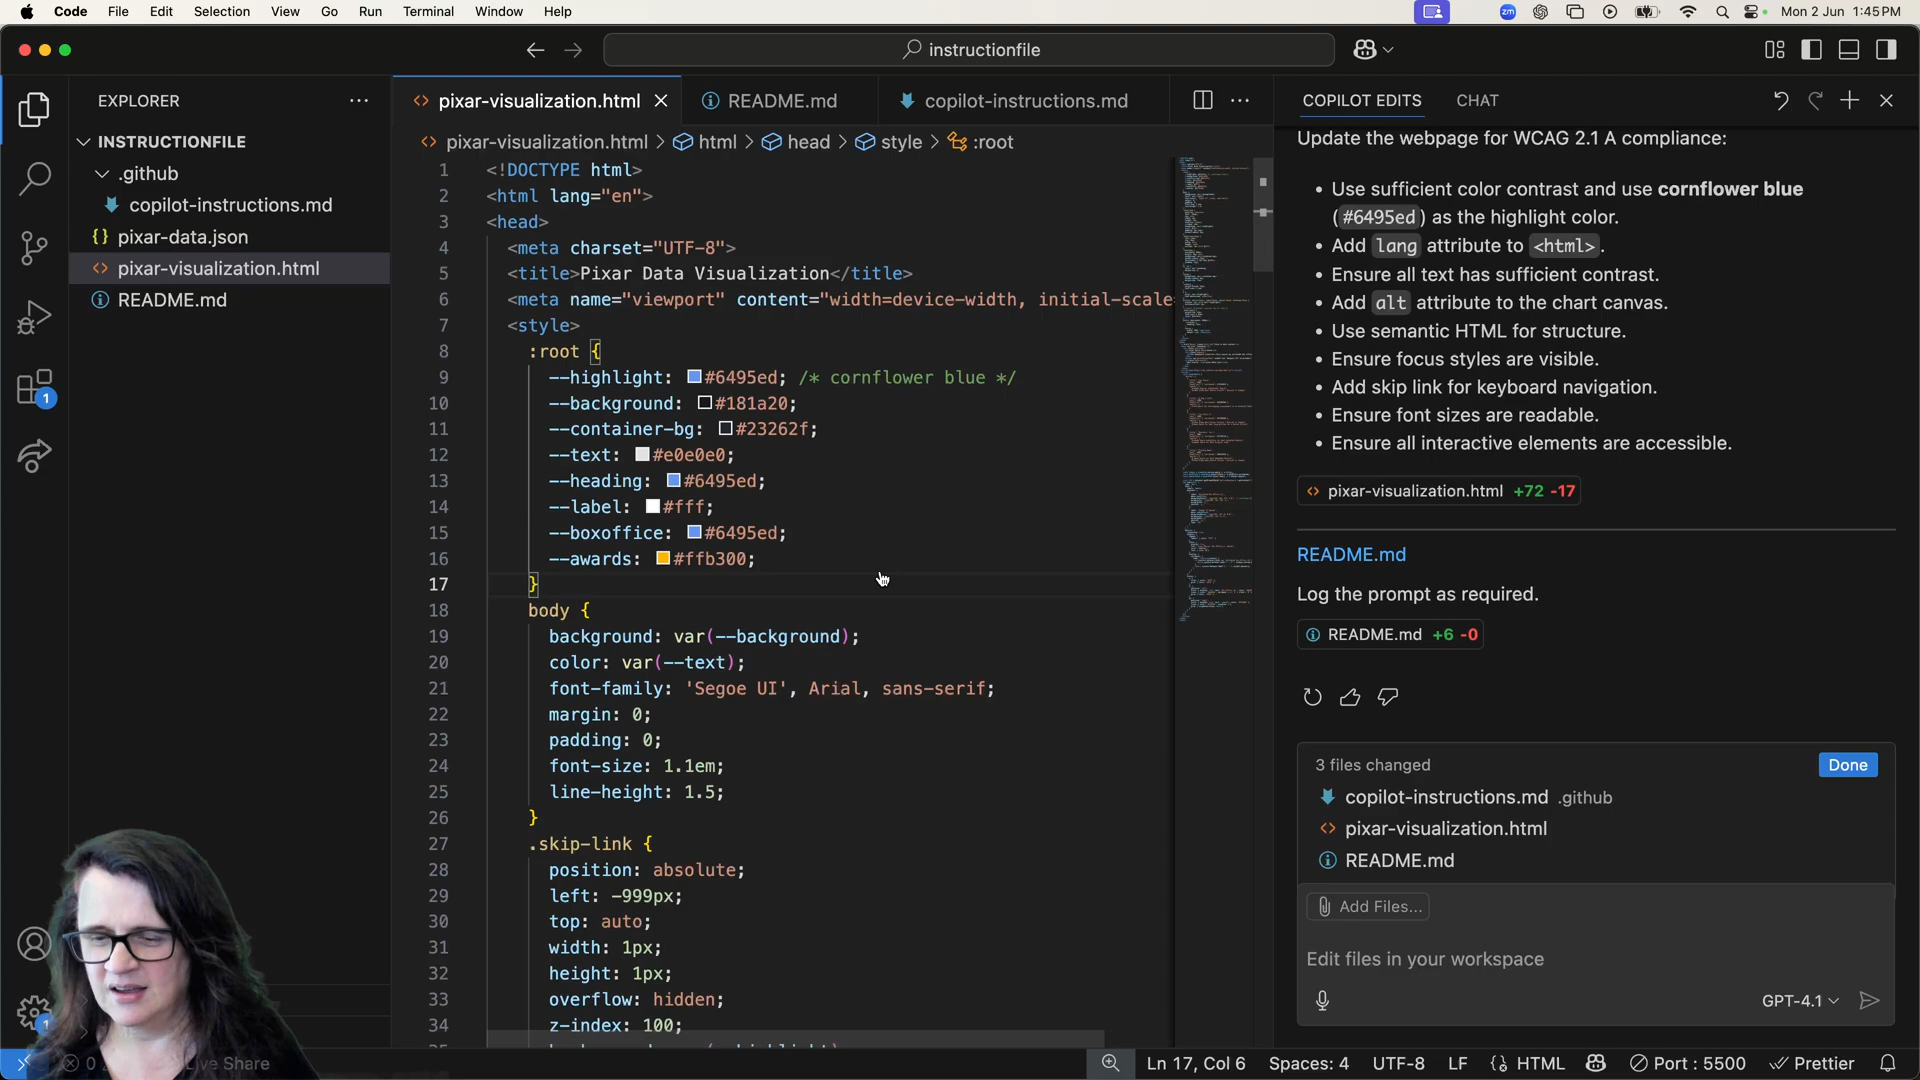 Code File Edit Selection View Go Run Terminal Window Help
zm
Mon 2 Jun 1:45 PM
instructionfile
EXPLORER
INSTRUCTIONFILE
.github
copilot-instructions.md
{} pixar-data.json
<> pixar-visualization.html
README.md
1
1
<> pixar-visualization.html
README.md
copilot-instructions.md
<> pixar-visualization.html > html > head > style > :root
1 <!DOCTYPE html>
2 <html lang="en">
3 <head>
4 <meta charset="UTF-8">
5 <title>Pixar Data Visualization</title>
6 <meta name="viewport" content="width=device-width, initial-scale
7 <style>
8 :root {
9 --highlight: #6495ed; /* cornflower blue */
10 --background: #181a20;
11 --container-bg: #23262f;
12 --text: #e0e0e0;
13 --heading: #6495ed;
14 --label: #fff;
15 --boxoffice: #6495ed;
16 --awards: #ffb300;
17 }
18 body {
19 background: var(--background);
20 color: var(--text);
21 font-family: 'Segoe UI', Arial, sans-serif;
22 margin: 0;
23 padding: 0;
24 font-size: 1.1em;
25 line-height: 1.5;
26 }
27 .skip-link {
28 position: absolute;
29 left: -999px;
30 top: auto;
31 width: 1px;
32 height: 1px;
33 overflow: hidden;
34 z-index: 100;
COPILOT EDITS CHAT
Update the webpage for WCAG 2.1 A compliance:
• Use sufficient color contrast and use cornflower blue
(#6495ed) as the highlight color.
• Add lang attribute to <html>.
• Ensure all text has sufficient contrast.
• Add alt attribute to the chart canvas.
• Use semantic HTML for structure.
• Ensure focus styles are visible.
• Add skip link for keyboard navigation.
• Ensure font sizes are readable.
• Ensure all interactive elements are accessible.
<> pixar-visualization.html +72 -17
README.md
Log the prompt as required.
README.md +6 -0
3 files changed
Done
copilot-instructions.md .github
<> pixar-visualization.html
README.md
Add Files...
Edit files in your workspace
GPT-4.1
0
Live Share
Ln 17, Col 6 Spaces: 4 UTF-8 LF {} HTML Port : 5500 Prettier